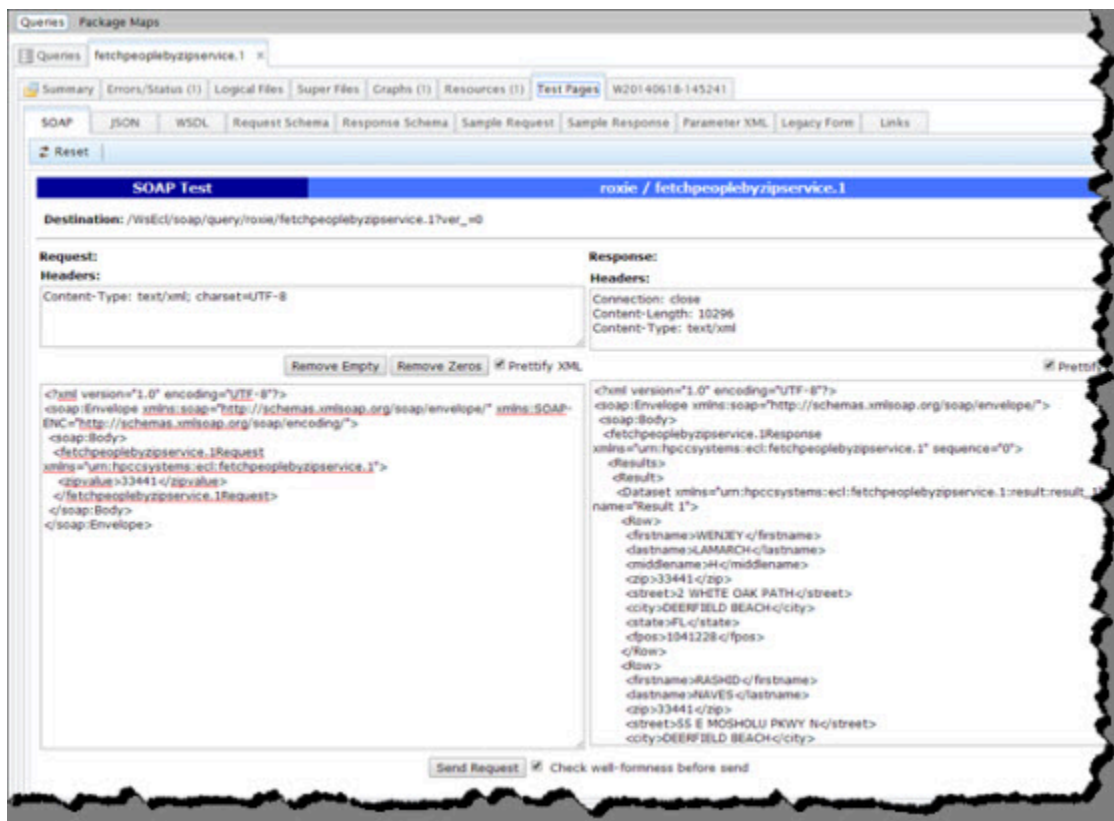 Queries Package Maps
Queries fetchpeoplebyzipservice.1 ×
Summary Errors/Status (1) Logical Files Super Files Graphs (1) Resources (1) Test Pages W20140618-145241
SOAP JSON WSDL Request Schema Response Schema Sample Request Sample Response Parameter XML Legacy Form Links
Reset
SOAP Test roxie / fetchpeoplebyzipservice.1
Destination: /WsEcl/soap/query/roxie/fetchpeoplebyzipservice.1?ver_=0
Request:
Headers:
Content-Type: text/xml; charset=UTF-8
Remove Empty Remove Zeros Prettify XML
<?xml version="1.0" encoding="UTF-8"?>
<soap:Envelope xmlns:soap="http://schemas.xmlsoap.org/soap/envelope/" xmlns:SOAP-
ENC="http://schemas.xmlsoap.org/soap/encoding/">
<soap:Body>
<fetchpeoplebyzipservice.1Request
xmlns="urn:hpccsystems:ecl:fetchpeoplebyzipservice.1">
<zipvalue>33441</zipvalue>
</fetchpeoplebyzipservice.1Request>
</soap:Body>
</soap:Envelope>
Response:
Headers:
Connection: close
Content-Length: 10296
Content-Type: text/xml
Prettif
<?xml version="1.0" encoding="UTF-8"?>
<soap:Envelope xmlns:soap="http://schemas.xmlsoap.org/soap/envelope/">
<soap:Body>
<fetchpeoplebyzipservice.1Response
xmlns="urn:hpccsystems:ecl:fetchpeoplebyzipservice.1" sequence="0">
<Results>
<Result>
<Dataset xmlns="urn:hpccsystems:ecl:fetchpeoplebyzipservice.1:result:result_1"
name="Result 1">
<Row>
<firstname>WENJEY</firstname>
<lastname>LAMARCH</lastname>
<middlename>H</middlename>
<zip>33441</zip>
<street>2 WHITE OAK PATH</street>
<city>DEERFIELD BEACH</city>
<state>FL</state>
<fpos>1041228</fpos>
</Row>
<Row>
<firstname>RASHID</firstname>
<lastname>NAVES</lastname>
<zip>33441</zip>
<street>55 E MOSHOLU PKWY N</street>
<city>DEERFIELD BEACH</city>
Send Request Check well-formness before send